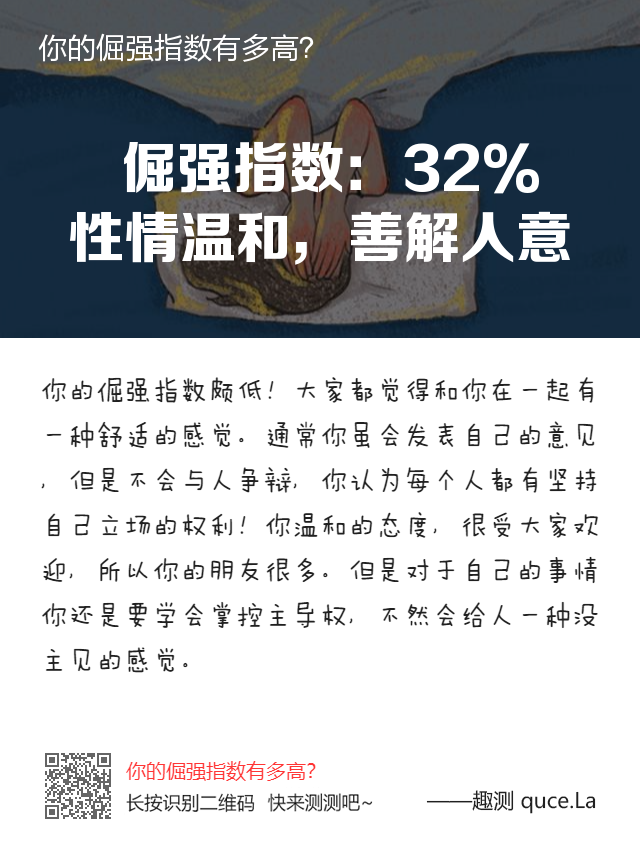 你的倔强指数有多高？
倔强指数：32%
性情温和，善解人意
你的倔强指数颇低！大家都觉得和你在一起有
一种舒适的感觉。通常你虽会发表自己的意见
，但是不会与人争辩，你认为每个人都有坚持
自己立场的权利！你温和的态度，很受大家欢
迎，所以你的朋友很多。但是对于自己的事情
你还是要学会掌控主导权，不然会给人一种没
主见的感觉。
你的倔强指数有多高？
长按识别二维码 快来测测吧~
——趣测 quce.La